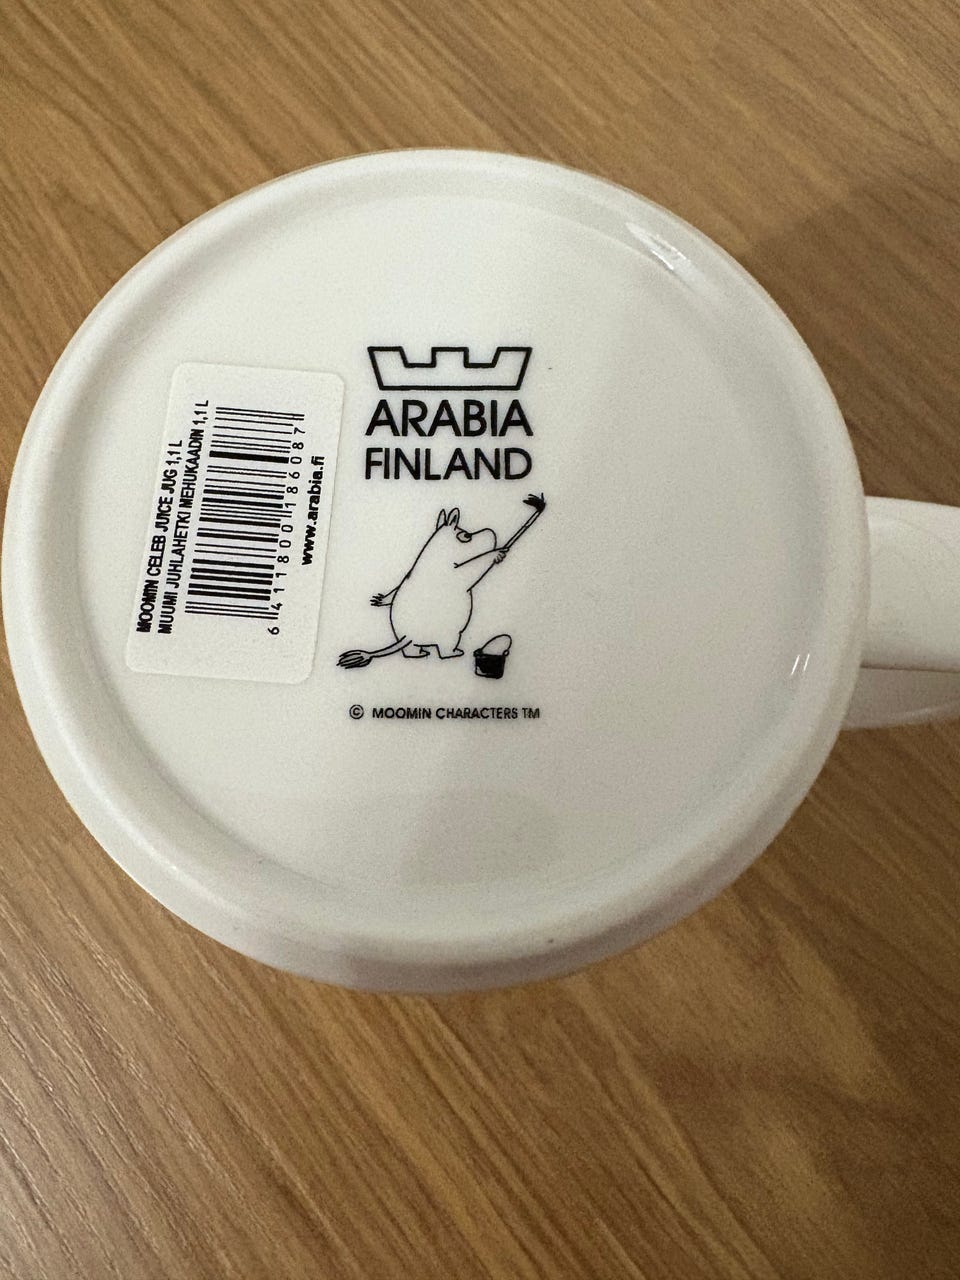 MOOMIN CELEB JUICE JUG 1,1 L
MUUMI JUHLAHETKI MEHUKAADIN 1,1 L
6 411800 186087
www.arabia.fi
ARABIA
FINLAND
© MOOMIN CHARACTERS TM